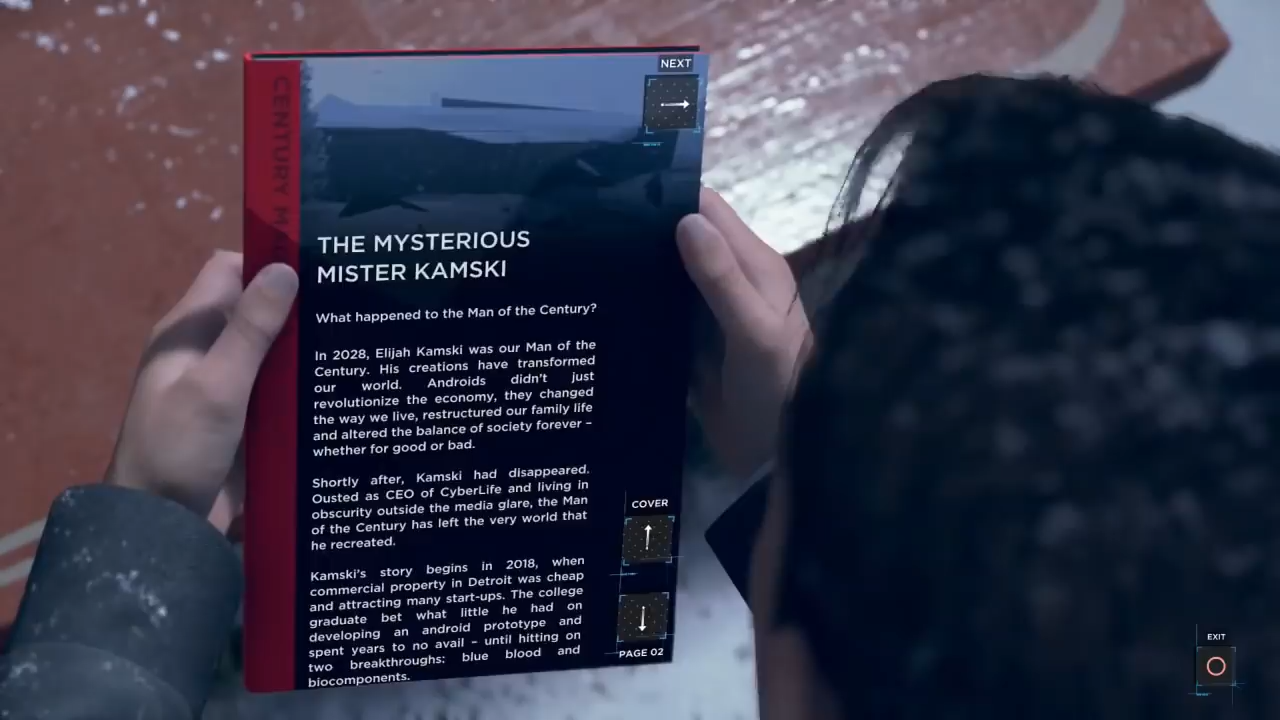 CENTURY
NEXT
THE MYSTERIOUS
MISTER KAMSKI
What happened to the Man of the Century?
In 2028, Elijah Kamski was our Man of the
Century. His creations have transformed
our world. Androids didn't just
revolutionize the economy, they changed
the way we live, restructured our family life
and altered the balance of society forever –
whether for good or bad.
Shortly after, Kamski had disappeared.
Ousted as CEO of CyberLife and living in
obscurity outside the media glare, the Man
of the Century has left the very world that
he recreated.
Kamski's story begins in 2018, when
commercial property in Detroit was cheap
and attracting many start-ups. The college
graduate bet what little he had on
developing an android prototype and
spent years to no avail – until hitting on
two breakthroughs: blue blood and
biocomponents.
COVER
PAGE 02
EXIT